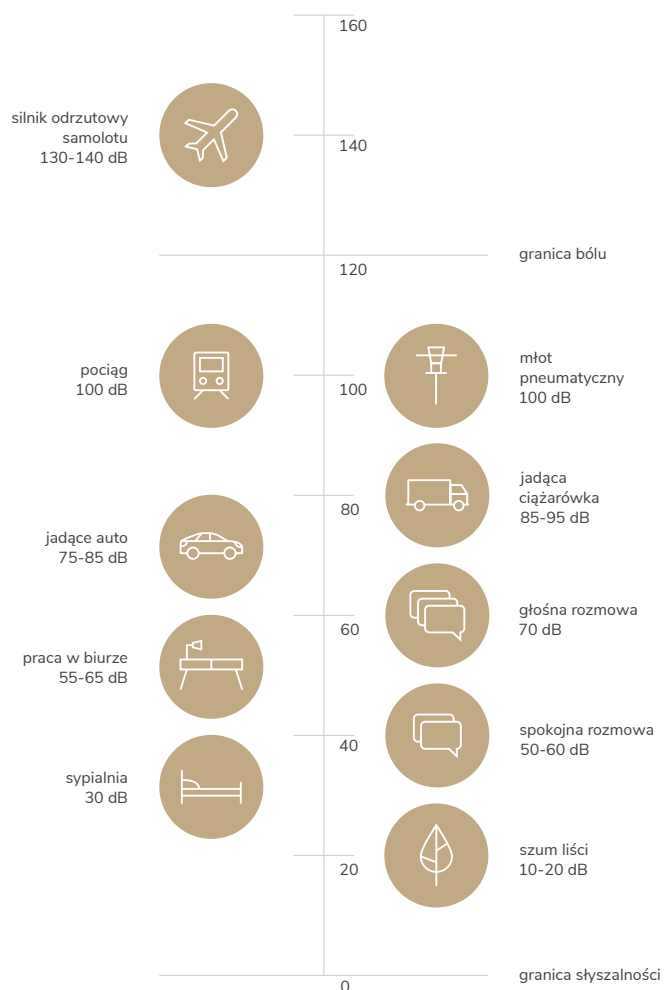 160
silnik odrzutowy
samolotu
130-140 dB
140
granica bólu
120
pociąg
100 dB
100
młot
pneumatyczny
100 dB
jadąca
ciążarówka
85-95 dB
80
jadące auto
75-85 dB
głośna rozmowa
70 dB
60
praca w biurze
55-65 dB
spokojna rozmowa
50-60 dB
40
sypialnia
30 dB
szum liści
10-20 dB
20
granica słyszalności
0